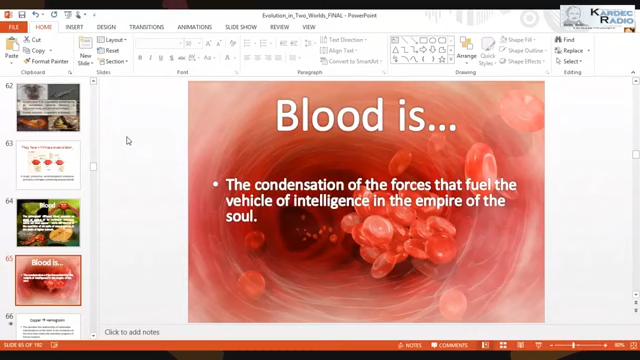 Evolution_in_Two_Worlds_FINAL - PowerPoint
KARDEC
RADIO
FILE
HOME
INSERT
DESIGN
TRANSITIONS
ANIMATIONS
SLIDE SHOW
REVIEW
VIEW
Paste
Cut
Copy
Format Painter
Clipboard
New
Slide
Layout
Reset
Section
Slides
Font
Text Direction
Align Text
Convert to SmartArt
Paragraph
Arrange
Quick
Styles
Shape Fill
Shape Outline
Shape Effects
Drawing
Find
Replace
Select
Editing
62
63
64
Blood
65
Blood is...
66
Blood is...
• The condensation of the forces that fuel the
vehicle of intelligence in the empire of the
soul.
Click to add notes
SLIDE 65 OF 192
NOTES
COMMENTS
80%